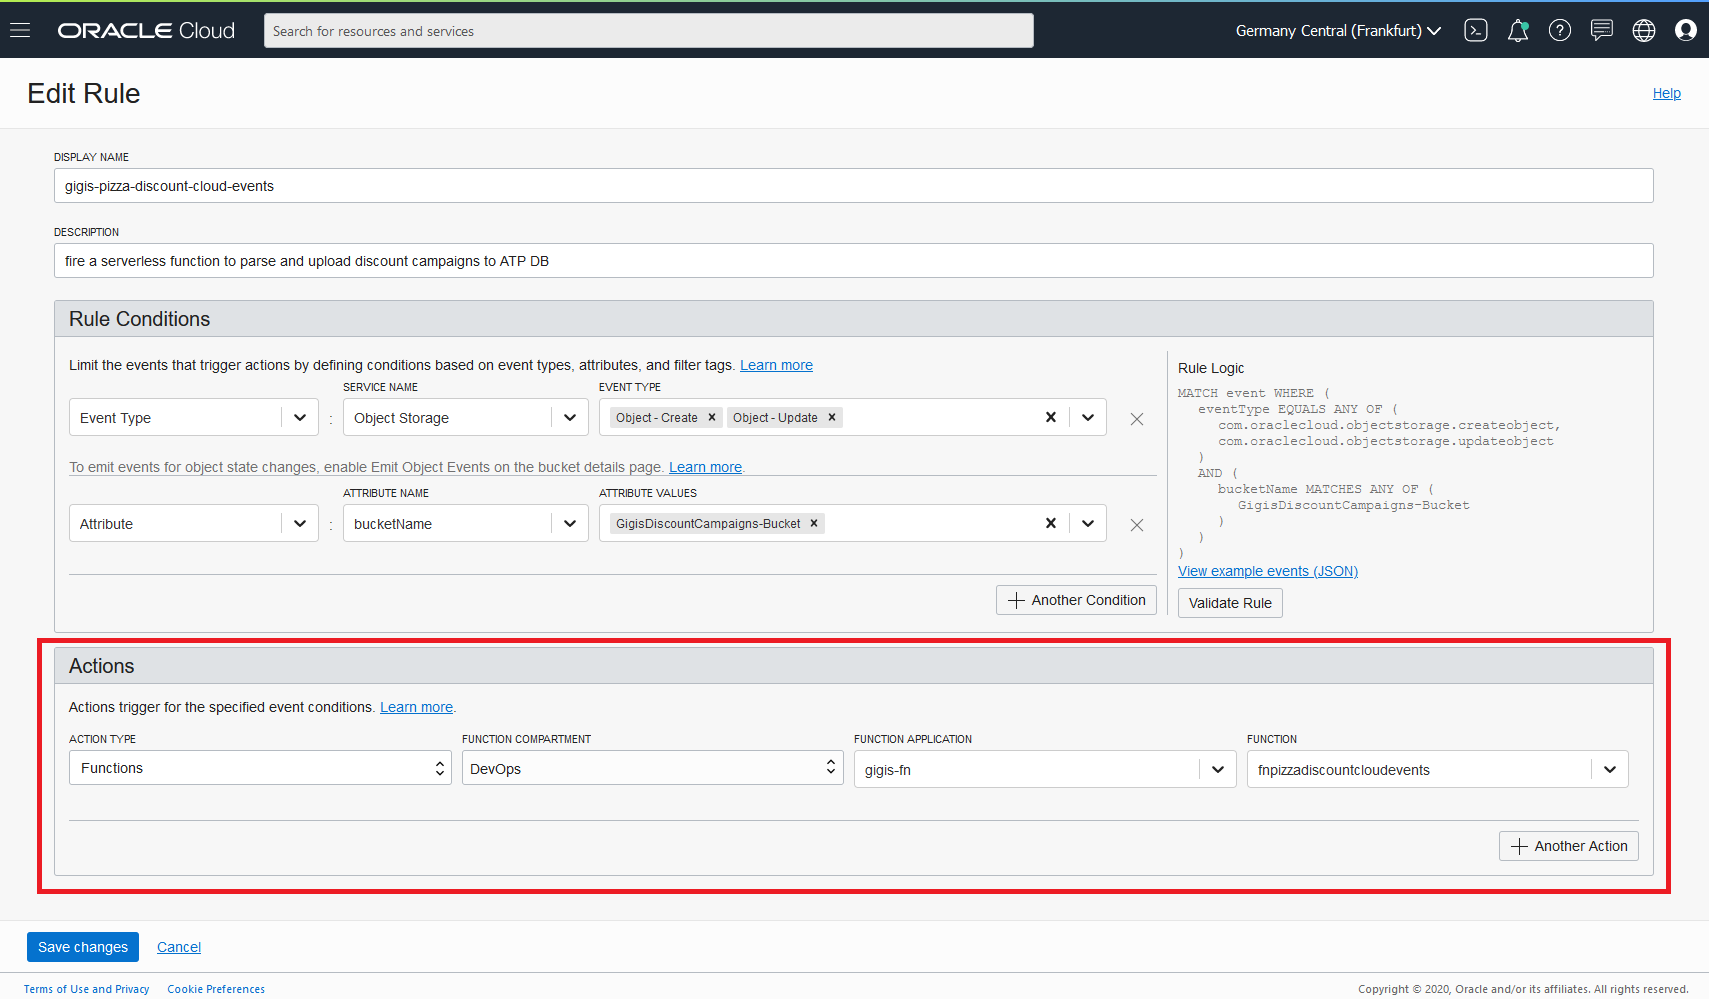 ORACLE Cloud
Search for resources and services
Germany Central (Frankfurt)
Edit Rule
Help
DISPLAY NAME
gigis-pizza-discount-cloud-events
DESCRIPTION
fire a serverless function to parse and upload discount campaigns to ATP DB
Rule Conditions
Limit the events that trigger actions by defining conditions based on event types, attributes, and filter tags. Learn more
SERVICE NAME EVENT TYPE
Event Type : Object Storage Object - Create × Object - Update ×
To emit events for object state changes, enable Emit Object Events on the bucket details page. Learn more.
ATTRIBUTE NAME ATTRIBUTE VALUES
Attribute : bucketName GigisDiscountCampaigns-Bucket ×
+ Another Condition
Rule Logic
MATCH event WHERE (
eventType EQUALS ANY OF (
com.oraclecloud.objectstorage.createobject,
com.oraclecloud.objectstorage.updateobject
)
AND (
bucketName MATCHES ANY OF (
GigisDiscountCampaigns-Bucket
)
)
)
View example events (JSON)
Validate Rule
Actions
Actions trigger for the specified event conditions. Learn more.
ACTION TYPE FUNCTION COMPARTMENT FUNCTION APPLICATION FUNCTION
Functions DevOps gigis-fn fnpizzadiscountcloudevents
+ Another Action
Save changes Cancel
Terms of Use and Privacy Cookie Preferences
Copyright © 2020, Oracle and/or its affiliates. All rights reserved.